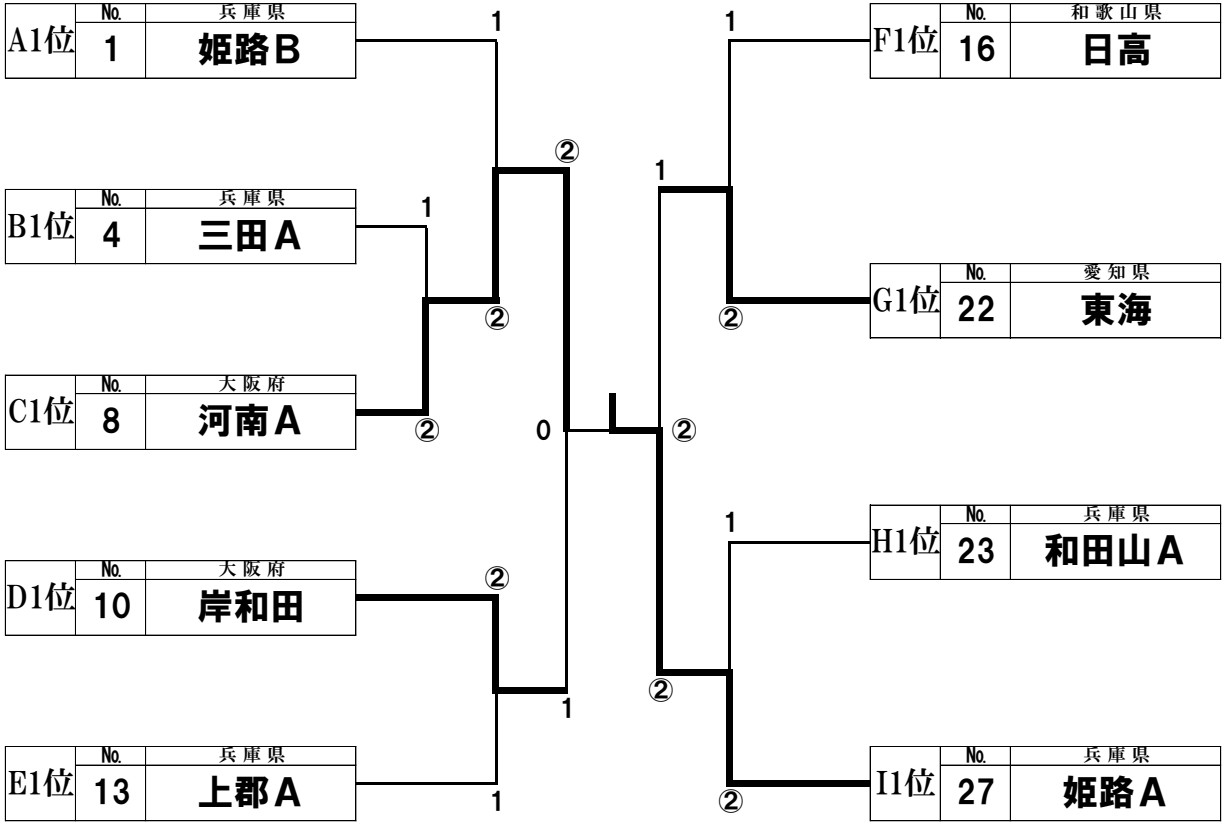 A1位 No. 兵庫県
1 姫路B
B1位 No. 兵庫県
4 三田A
C1位 No. 大阪府
8 河南A
D1位 No. 大阪府
10 岸和田
E1位 No. 兵庫県
13 上郡A
1
1
②
②
②
②
1
1
0
②
1
1
②
1
②
②
F1位 No. 和歌山県
16 日高
G1位 No. 愛知県
22 東海
H1位 No. 兵庫県
23 和田山A
I1位 No. 兵庫県
27 姫路A